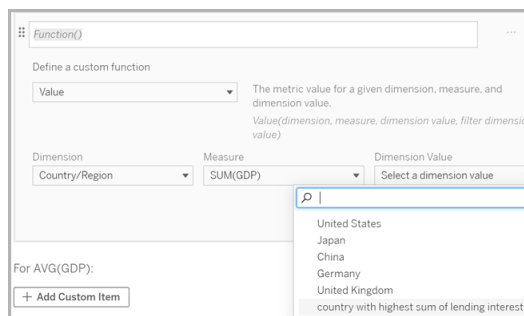 Function()
...
Define a custom function
Value
The metric value for a given dimension, measure, and
dimension value.
Value(dimension, measure, dimension value, filter
value)
Dimension
Measure
Dimension Value
Country/Region
SUM(GDP)
Select a dimension value
United States
Japan
China
Germany
United Kingdom
country with highest sum of lending interest
For AVG(GDP):
+ Add Custom Item